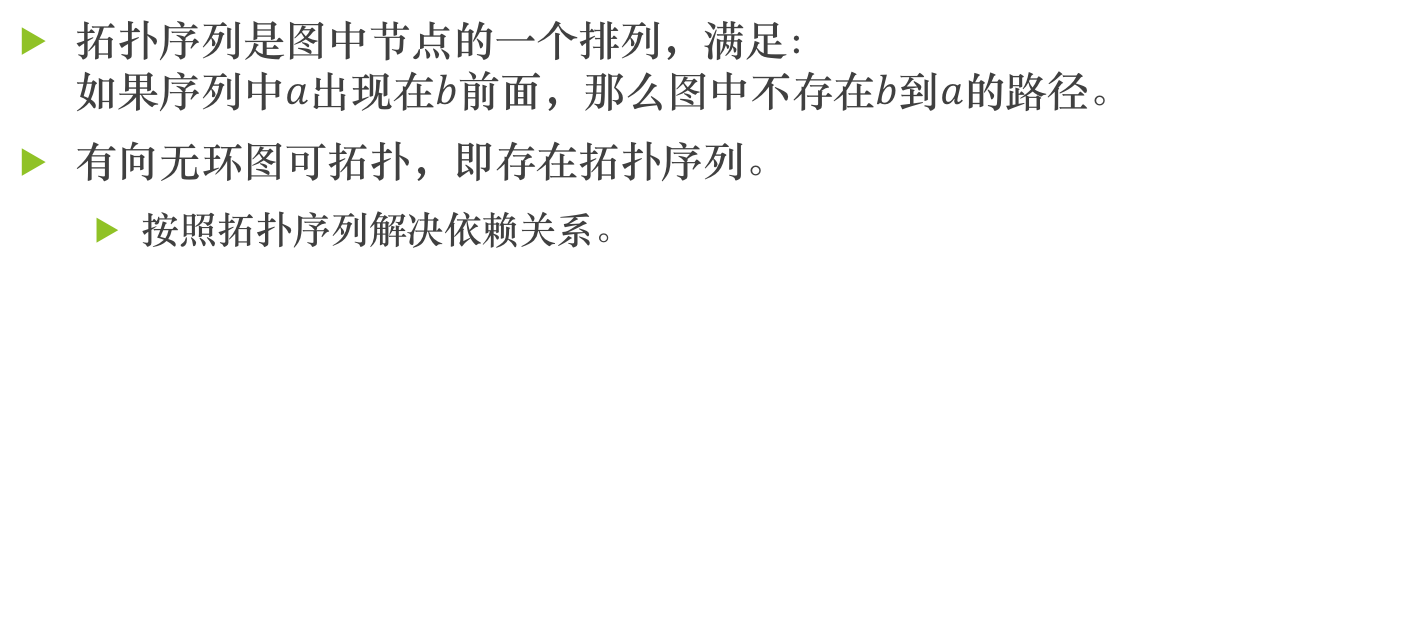 拓扑序列是图中节点的一个排列，满足：
如果序列中a出现在b前面，那么图中不存在b到a的路径。
有向无环图可拓扑，即存在拓扑序列。
按照拓扑序列解决依赖关系。